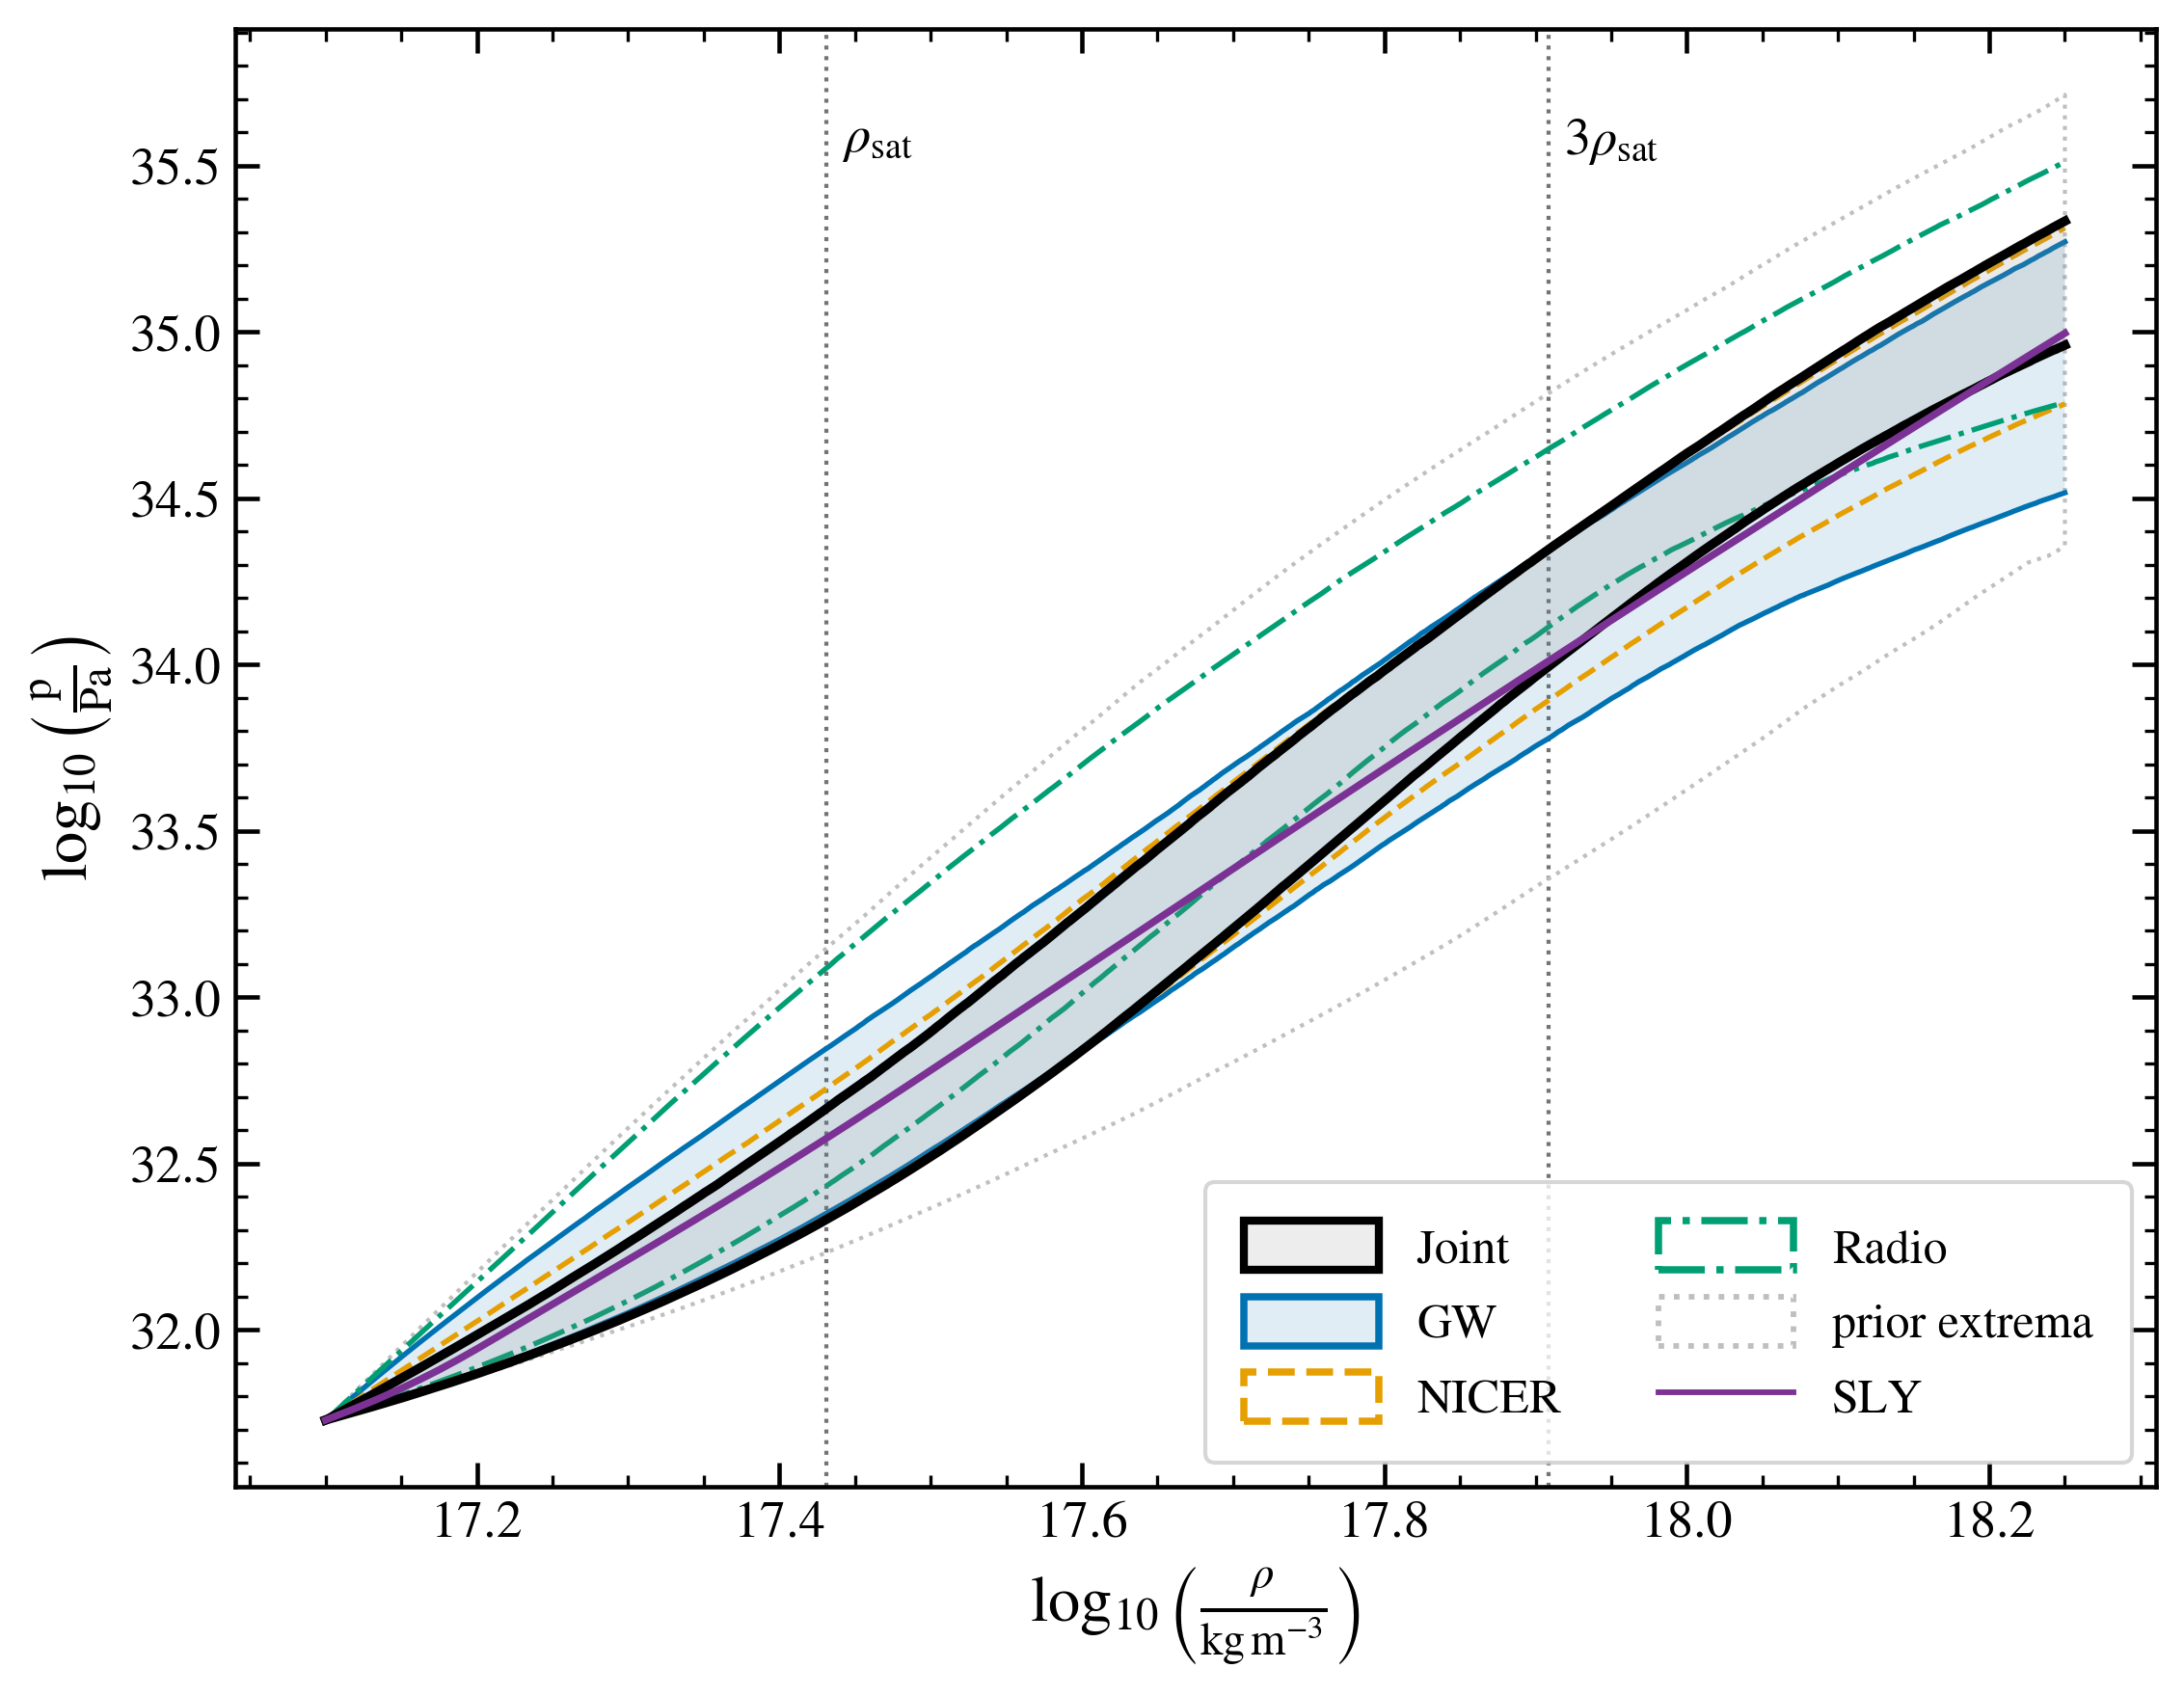 ρsat
3ρsat
35.5
35.0
34.5
34.0
33.5
33.0
32.5
32.0
log10 (p/Pa)
Joint
GW
NICER
Radio
prior extrema
SLY
17.2 17.4 17.6 17.8 18.0 18.2
log10 (ρ/kg m−3)